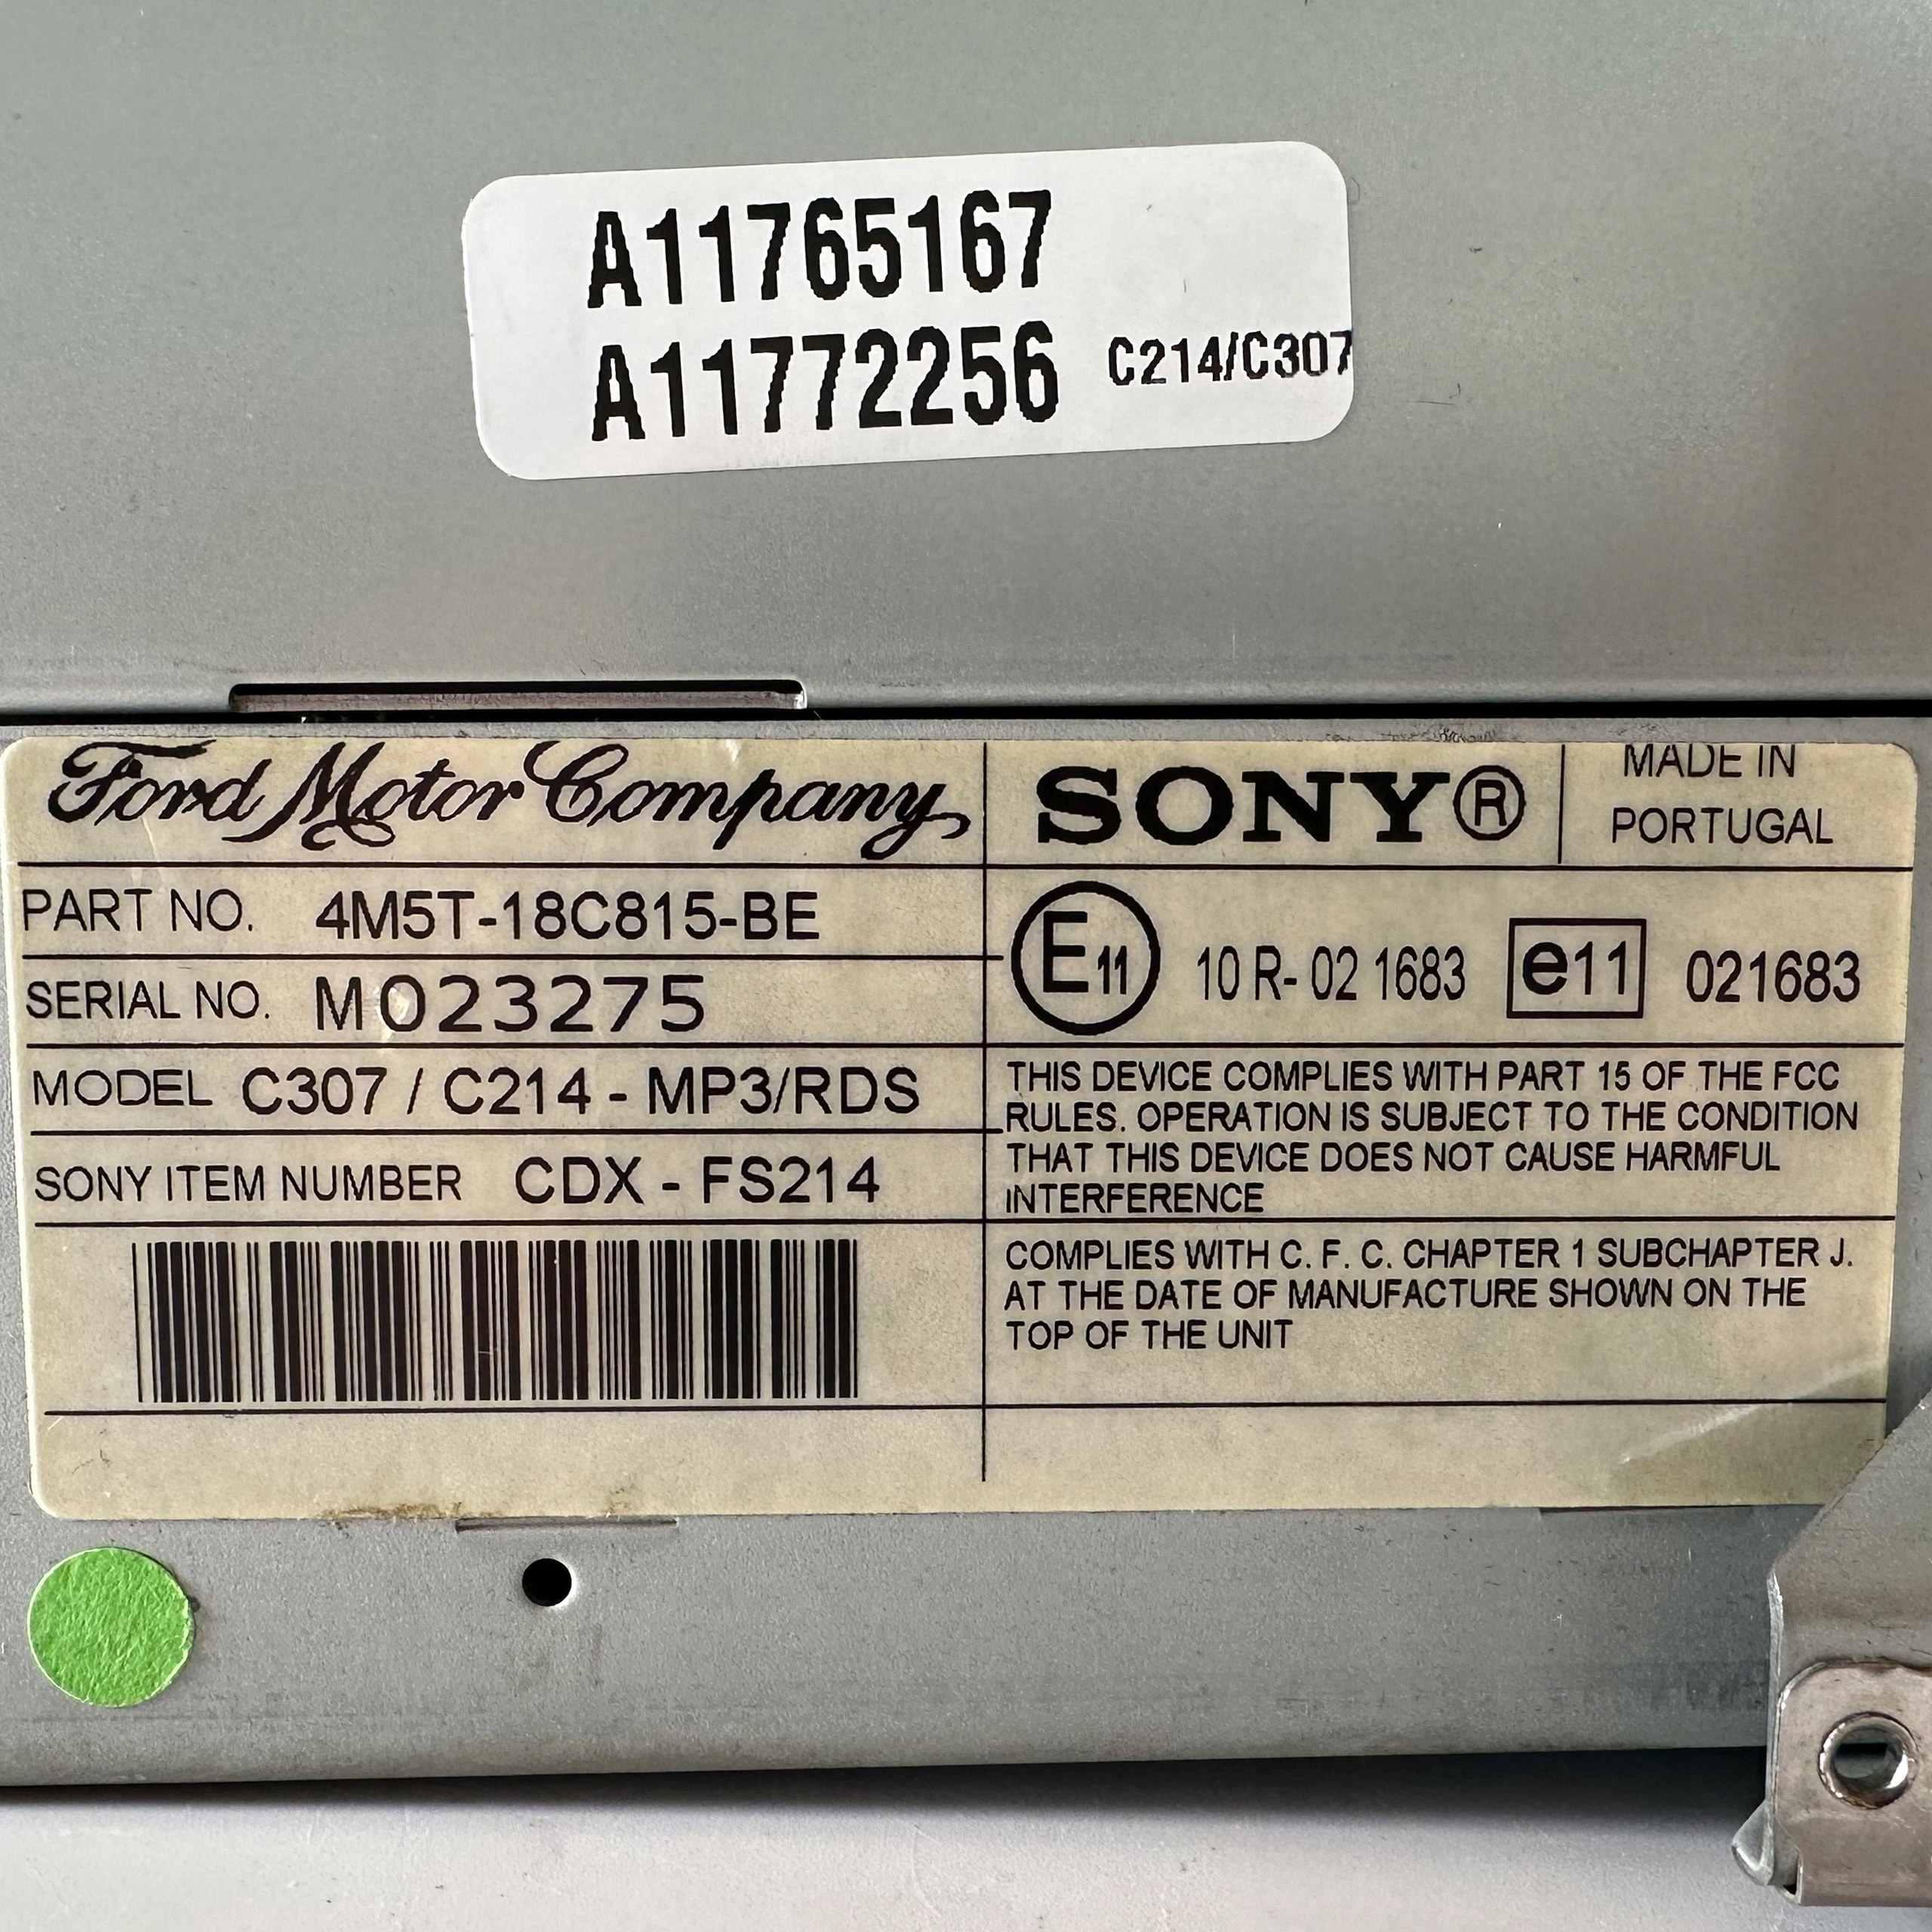 A11765167
A11772256 C214/C307
Ford Motor Company
SONY®
MADE IN
PORTUGAL
PART NO. 4M5T-18C815-BE
SERIAL NO. M023275
MODEL C307 / C214 - MP3/RDS
SONY ITEM NUMBER CDX - FS214
E11 10 R- 02 1683 e11 021683
THIS DEVICE COMPLIES WITH PART 15 OF THE FCC
RULES. OPERATION IS SUBJECT TO THE CONDITION
THAT THIS DEVICE DOES NOT CAUSE HARMFUL
INTERFERENCE
COMPLIES WITH C. F. C. CHAPTER 1 SUBCHAPTER J.
AT THE DATE OF MANUFACTURE SHOWN ON THE
TOP OF THE UNIT